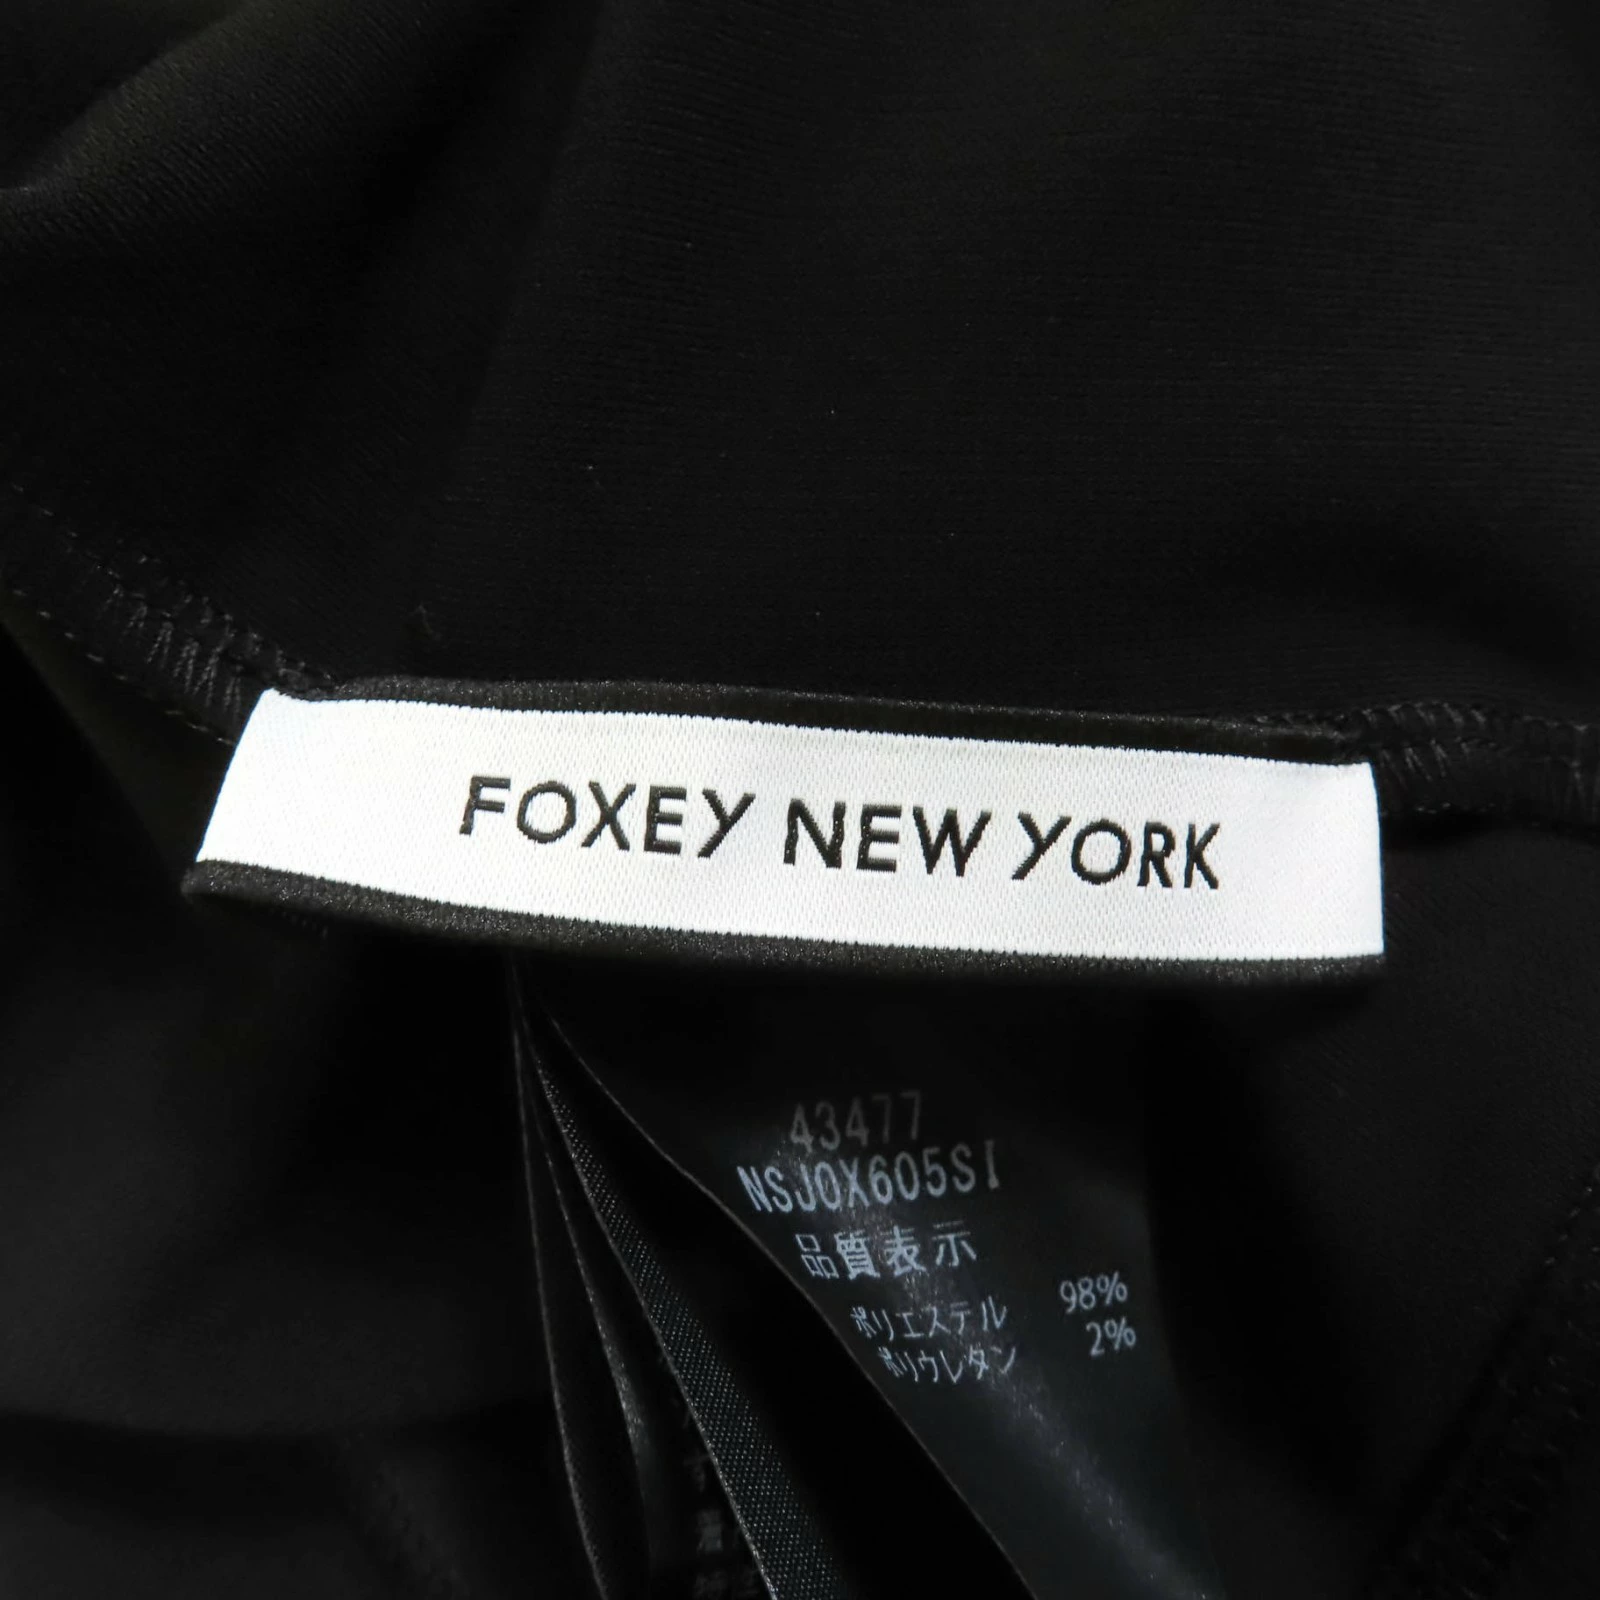 FOXEY NEW YORK
43477
NSJOX605SI
品質表示
ポリエステル 98%
ポリウレタン 2%